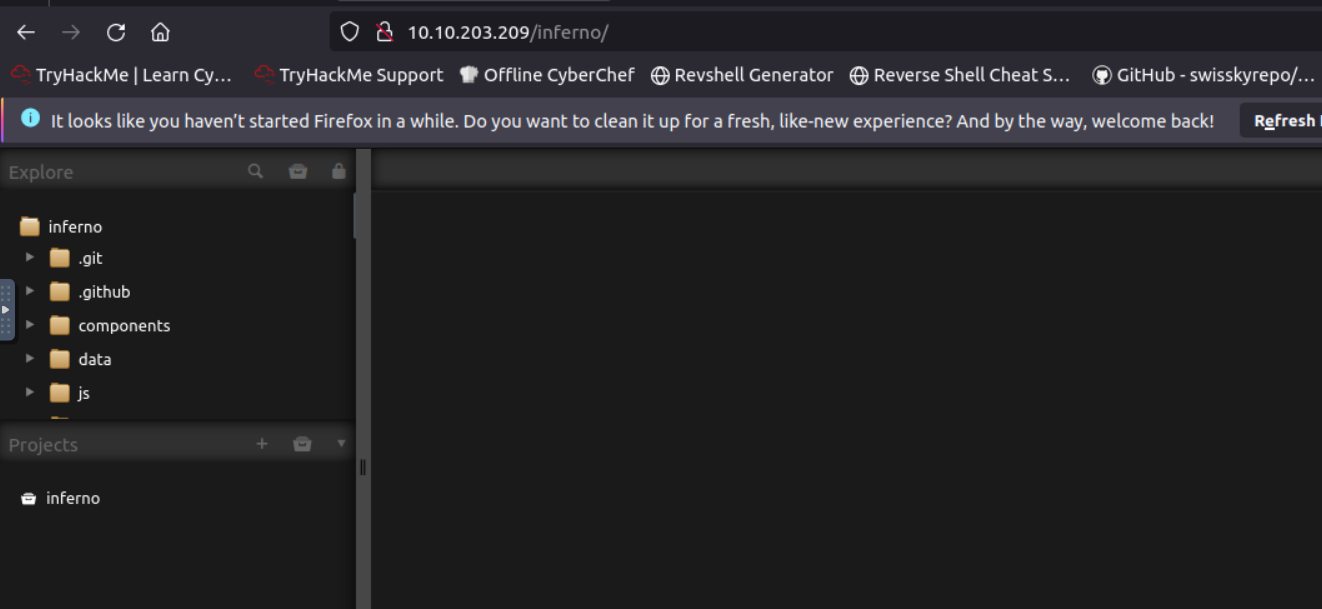 10.10.203.209/inferno/
TryHackMe | Learn Cy... TryHackMe Support Offline CyberChef Revshell Generator Reverse Shell Cheat S... GitHub - swisskyrepo/...
It looks like you haven't started Firefox in a while. Do you want to clean it up for a fresh, like-new experience? And by the way, welcome back! Refresh
Explore
inferno
.git
.github
components
data
js
Projects
inferno